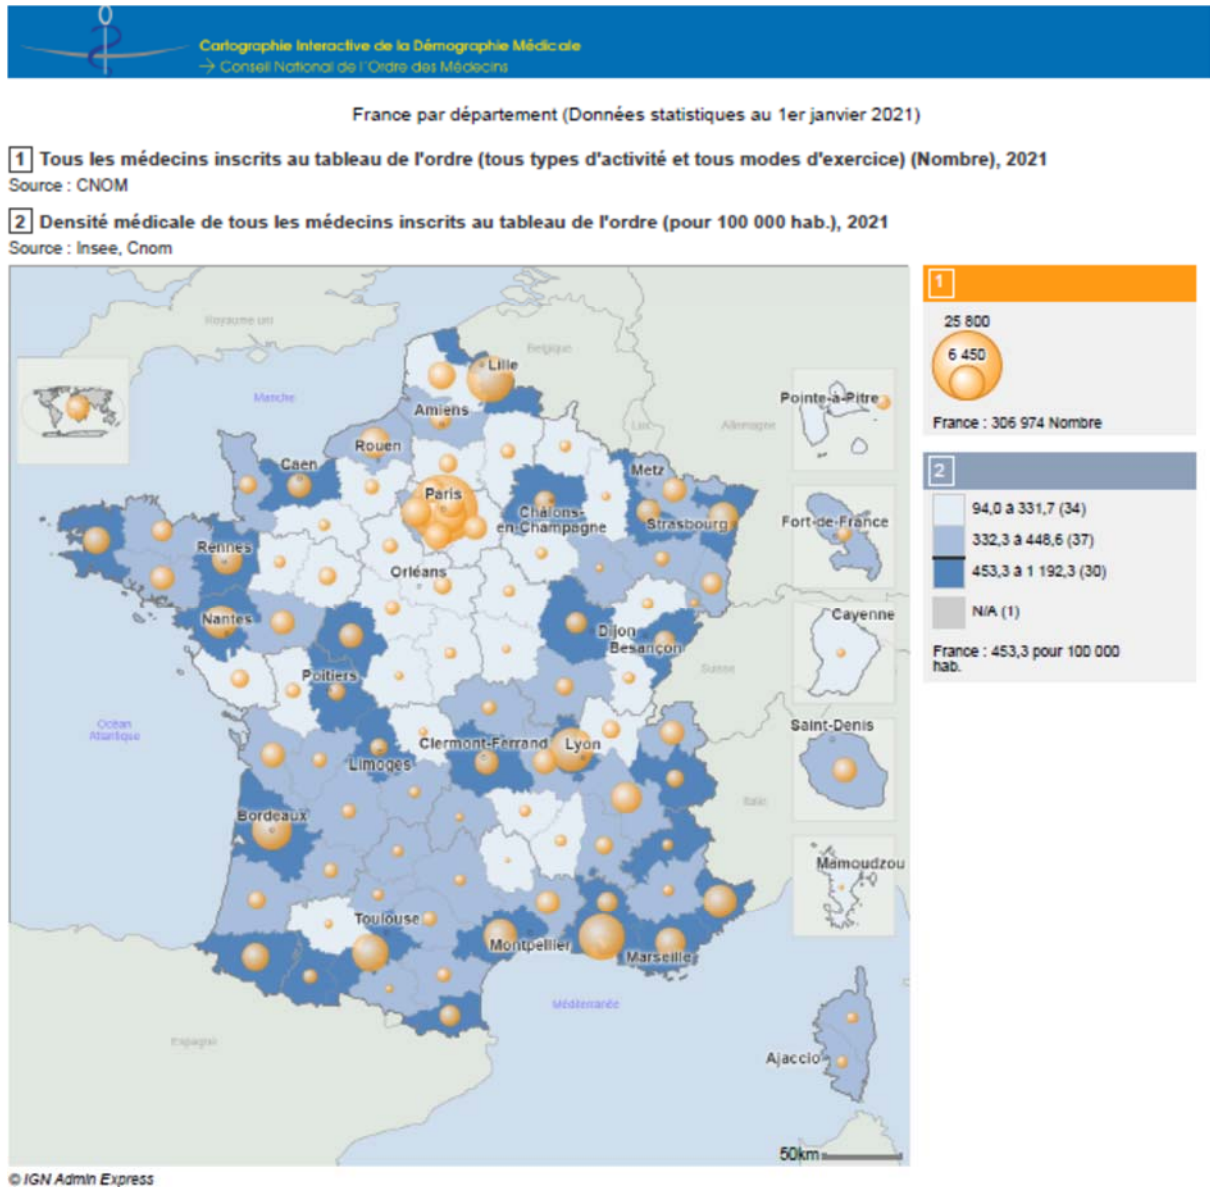 Cartographie Interactive de la Démographie Médicale
→ Conseil National de l'Ordre des Médecins
France par département (Données statistiques au 1er janvier 2021)
1 Tous les médecins inscrits au tableau de l'ordre (tous types d'activité et tous modes d'exercice) (Nombre), 2021
Source : CNOM
2 Densité médicale de tous les médecins inscrits au tableau de l'ordre (pour 100 000 hab.), 2021
Source : Insee, Cnom
Royaume uni
Belgique
Lille
Manche
Amiens
Lux
Allemagne
Rouen
Caen
Metz
Paris
Châlons-
en-Champagne
Strasbourg
Rennes
Orléans
Nantes
Dijon
Besançon
Poitiers
Suisse
Océan
Atlantique
Clermont-Ferrand
Lyon
Limoges
Italie
Bordeaux
Toulouse
Montpellier
Marseille
Méditerranée
Espagne
Ajaccio
Pointe-à-Pitre
Fort-de-France
Cayenne
Saint-Denis
Mamoudzou
50km
1
25 800
6 450
France : 306 974 Nombre
2
94,0 à 331,7 (34)
332,3 à 448,6 (37)
453,3 à 1 192,3 (30)
N/A (1)
France : 453,3 pour 100 000
hab.
© IGN Admin Express